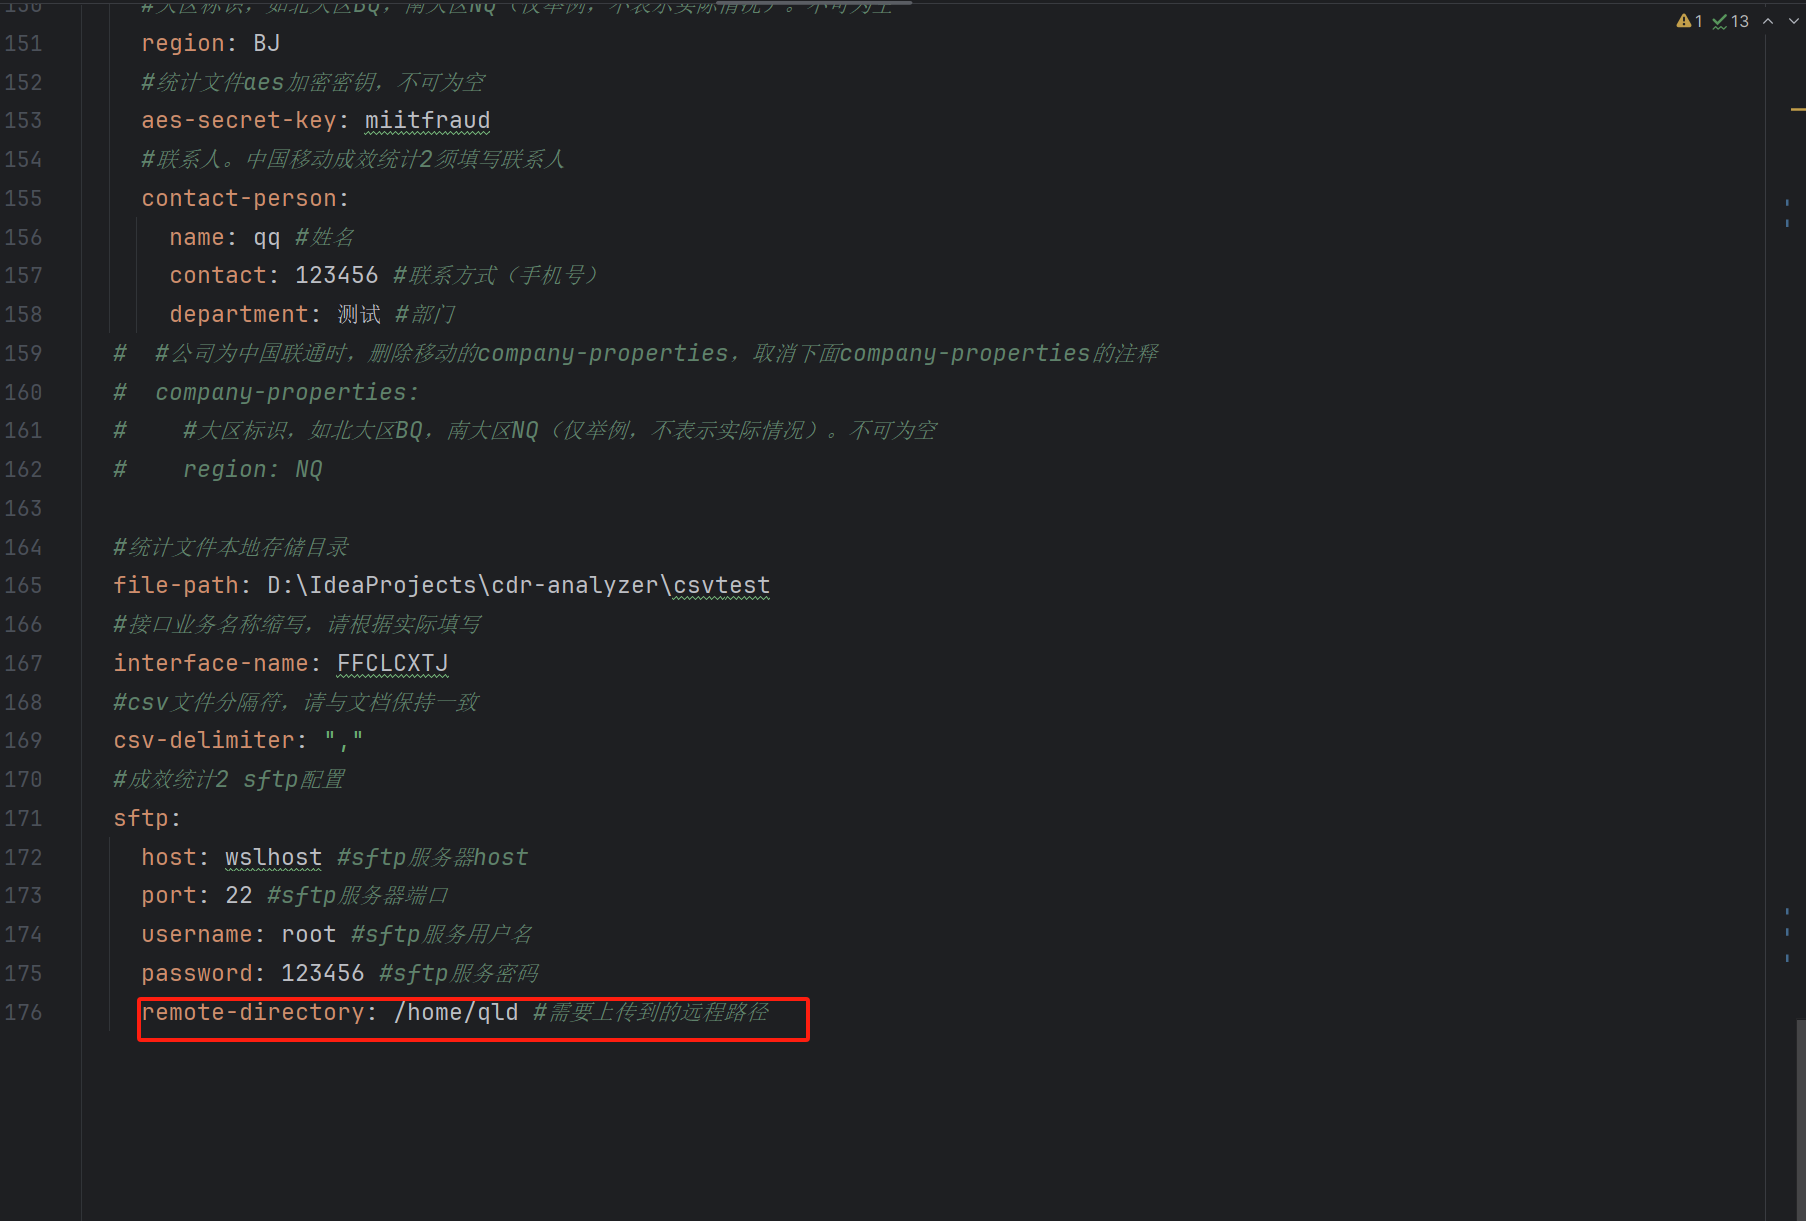 150 #大区标识，如北大区BQ，南大区NQ（仅举例，不表示实际情况）。不可为空
1 13
151 region: BJ
152 #统计文件aes加密密钥，不可为空
153 aes-secret-key: miitfraud
154 #联系人。中国移动成效统计2须填写联系人
155 contact-person:
156 name: qq #姓名
157 contact: 123456 #联系方式（手机号）
158 department: 测试 #部门
159 # #公司为中国联通时，删除移动的company-properties，取消下面company-properties的注释
160 # company-properties:
161 # #大区标识，如北大区BQ，南大区NQ（仅举例，不表示实际情况）。不可为空
162 # region: NQ
163
164 #统计文件本地存储目录
165 file-path: D:\IdeaProjects\cdr-analyzer\csvtest
166 #接口业务名称缩写，请根据实际填写
167 interface-name: FFCLCXTJ
168 #csv文件分隔符，请与文档保持一致
169 csv-delimiter: ","
170 #成效统计2 sftp配置
171 sftp:
172 host: wslhost #sftp服务器host
173 port: 22 #sftp服务器端口
174 username: root #sftp服务用户名
175 password: 123456 #sftp服务密码
176 remote-directory: /home/qld #需要上传到的远程路径